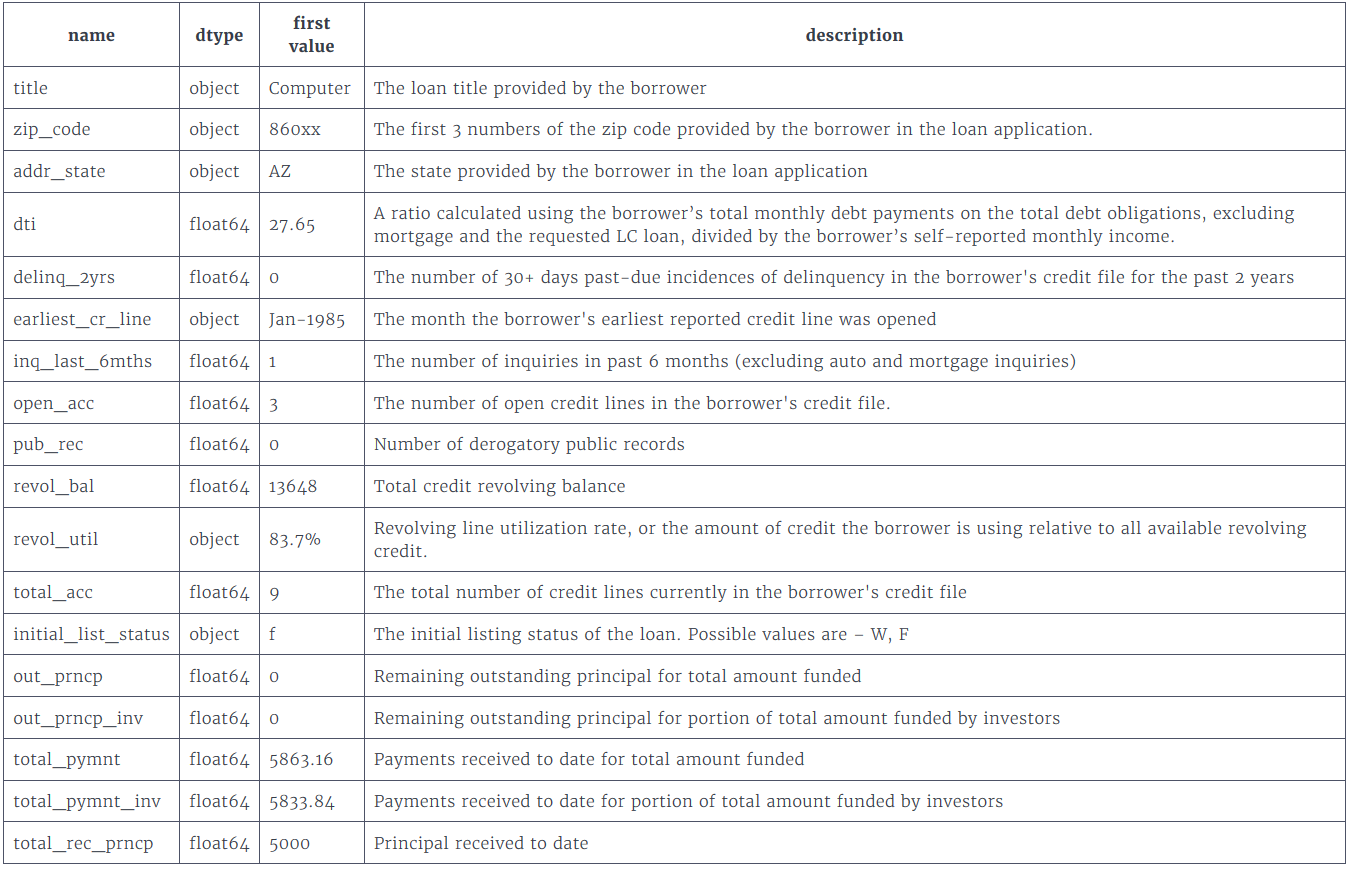 name dtype first value description
title object Computer The loan title provided by the borrower
zip_code object 860xx The first 3 numbers of the zip code provided by the borrower in the loan application.
addr_state object AZ The state provided by the borrower in the loan application
dti float64 27.65 A ratio calculated using the borrower’s total monthly debt payments on the total debt obligations, excluding
mortgage and the requested LC loan, divided by the borrower’s self-reported monthly income.
delinq_2yrs float64 0 The number of 30+ days past-due incidences of delinquency in the borrower's credit file for the past 2 years
earliest_cr_line object Jan-1985 The month the borrower's earliest reported credit line was opened
inq_last_6mths float64 1 The number of inquiries in past 6 months (excluding auto and mortgage inquiries)
open_acc float64 3 The number of open credit lines in the borrower's credit file.
pub_rec float64 0 Number of derogatory public records
revol_bal float64 13648 Total credit revolving balance
revol_util object 83.7% Revolving line utilization rate, or the amount of credit the borrower is using relative to all available revolving
credit.
total_acc float64 9 The total number of credit lines currently in the borrower's credit file
initial_list_status object f The initial listing status of the loan. Possible values are – W, F
out_prncp float64 0 Remaining outstanding principal for total amount funded
out_prncp_inv float64 0 Remaining outstanding principal for portion of total amount funded by investors
total_pymnt float64 5863.16 Payments received to date for total amount funded
total_pymnt_inv float64 5833.84 Payments received to date for portion of total amount funded by investors
total_rec_prncp float64 5000 Principal received to date